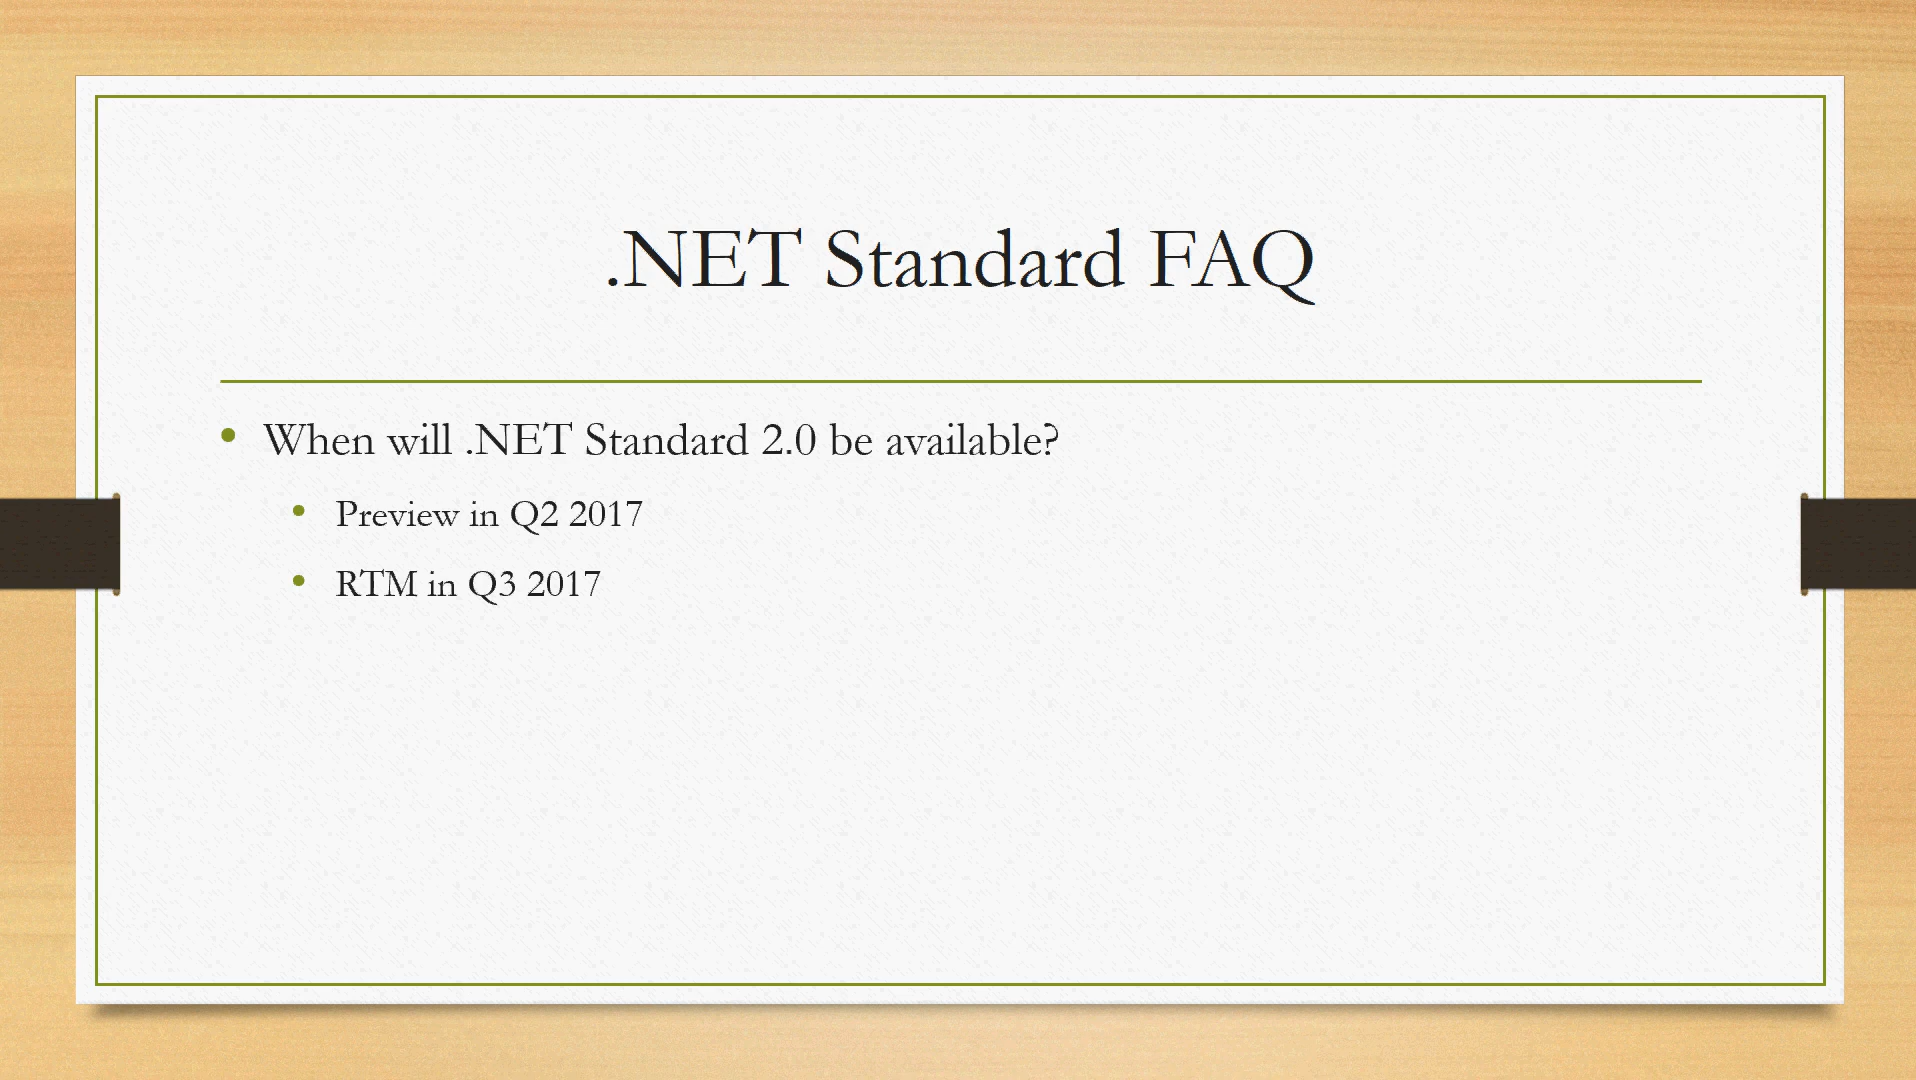 .NET Standard FAQ
When will .NET Standard 2.0 be available?
Preview in Q2 2017
RTM in Q3 2017